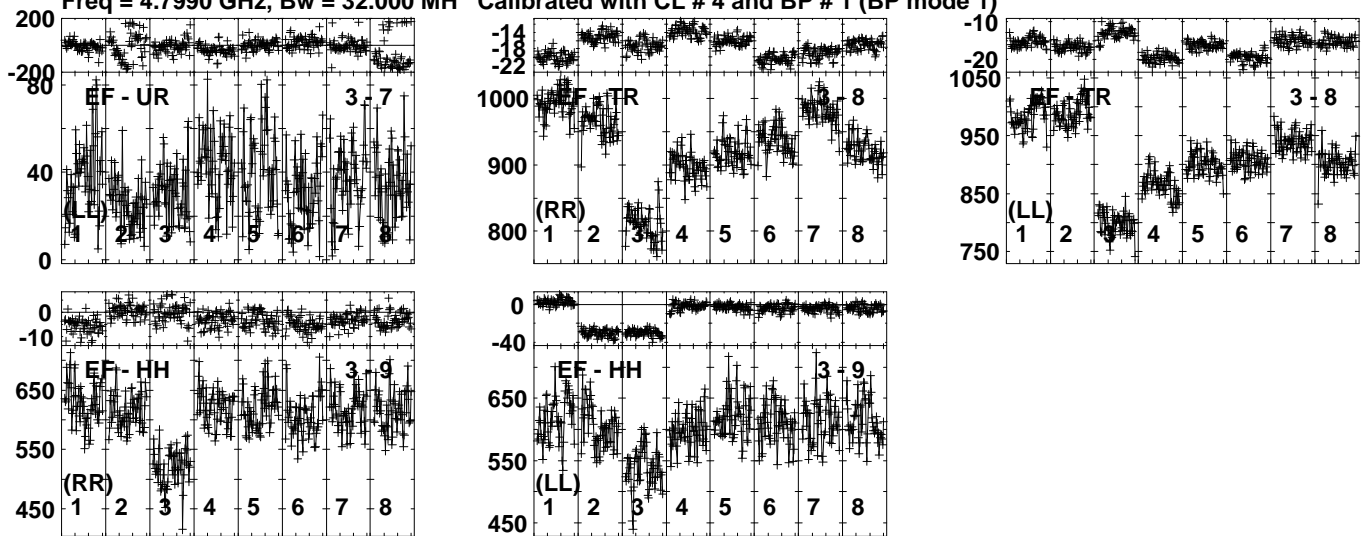 Freq = 4.7990 GHz, Bw = 32.000 MH Calibrated with CL # 4 and BP # 1 (BP mode 1)
200
0
-200
80
40
0
EF - UR 3 - 7
(LL)
1 2 3 4 5 6 7 8
-14
-18
-22
1000
900
800
EF - TR 3 - 8
(RR)
1 2 3 4 5 6 7 8
-10
-20
1050
950
850
750
EF - TR 3 - 8
(LL)
1 2 3 4 5 6 7 8
0
-10
650
550
450
EF - HH 3 - 9
(RR)
1 2 3 4 5 6 7 8
0
-40
650
550
450
EF - HH 3 - 9
(LL)
1 2 3 4 5 6 7 8